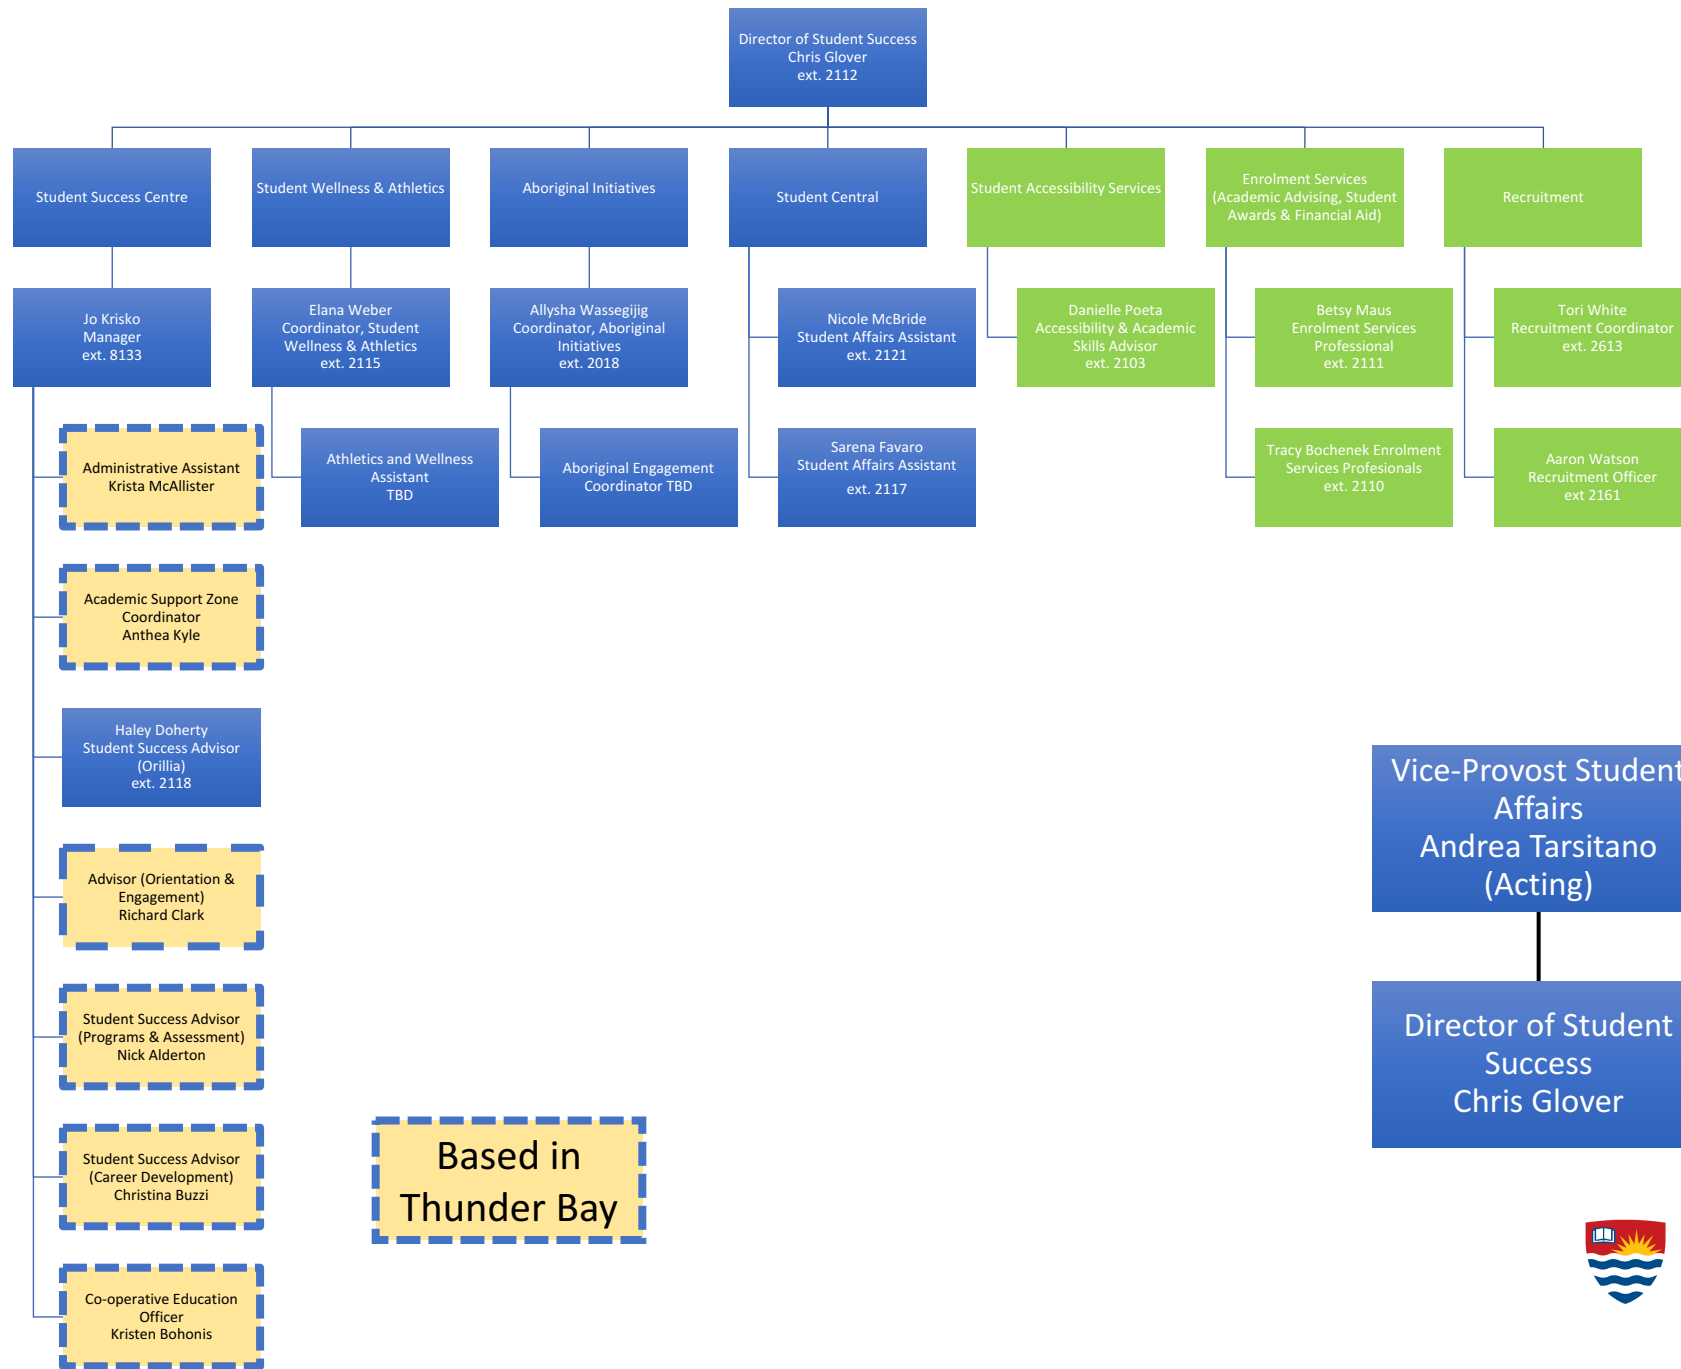 Director of Student Success
Chris Glover
ext. 2112
Student Success Centre
Student Wellness & Athletics
Aboriginal Initiatives
Student Central
Student Accessibility Services
Enrolment Services
(Academic Advising, Student
Awards & Financial Aid)
Recruitment
Jo Krisko
Manager
ext. 8133
Elana Weber
Coordinator, Student
Wellness & Athletics
ext. 2115
Allysha Wassegijig
Coordinator, Aboriginal
Initiatives
ext. 2018
Nicole McBride
Student Affairs Assistant
ext. 2121
Danielle Poeta
Accessibility & Academic
Skills Advisor
ext. 2103
Betsy Maus
Enrolment Services
Professional
ext. 2111
Tori White
Recruitment Coordinator
ext. 2613
Administrative Assistant
Krista McAllister
Athletics and Wellness
Assistant
TBD
Aboriginal Engagement
Coordinator TBD
Sarena Favaro
Student Affairs Assistant
ext. 2117
Tracy Bochenek Enrolment
Services Profesionals
ext. 2110
Aaron Watson
Recruitment Officer
ext 2161
Academic Support Zone
Coordinator
Anthea Kyle
Haley Doherty
Student Success Advisor
(Orillia)
ext. 2118
Advisor (Orientation &
Engagement)
Richard Clark
Student Success Advisor
(Programs & Assessment)
Nick Alderton
Student Success Advisor
(Career Development)
Christina Buzzi
Co-operative Education
Officer
Kristen Bohonis
Based in
Thunder Bay
Vice-Provost Student
Affairs
Andrea Tarsitano
(Acting)
Director of Student
Success
Chris Glover